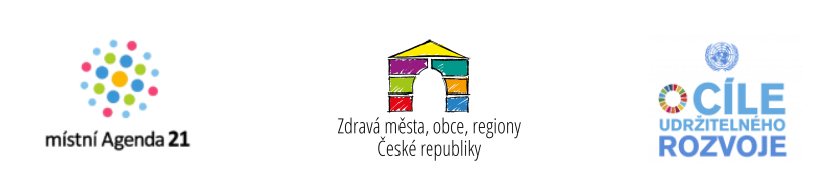 místní Agenda 21
Zdravá města, obce, regiony
České republiky
CÍLE
UDRŽITELNÉHO
ROZVOJE